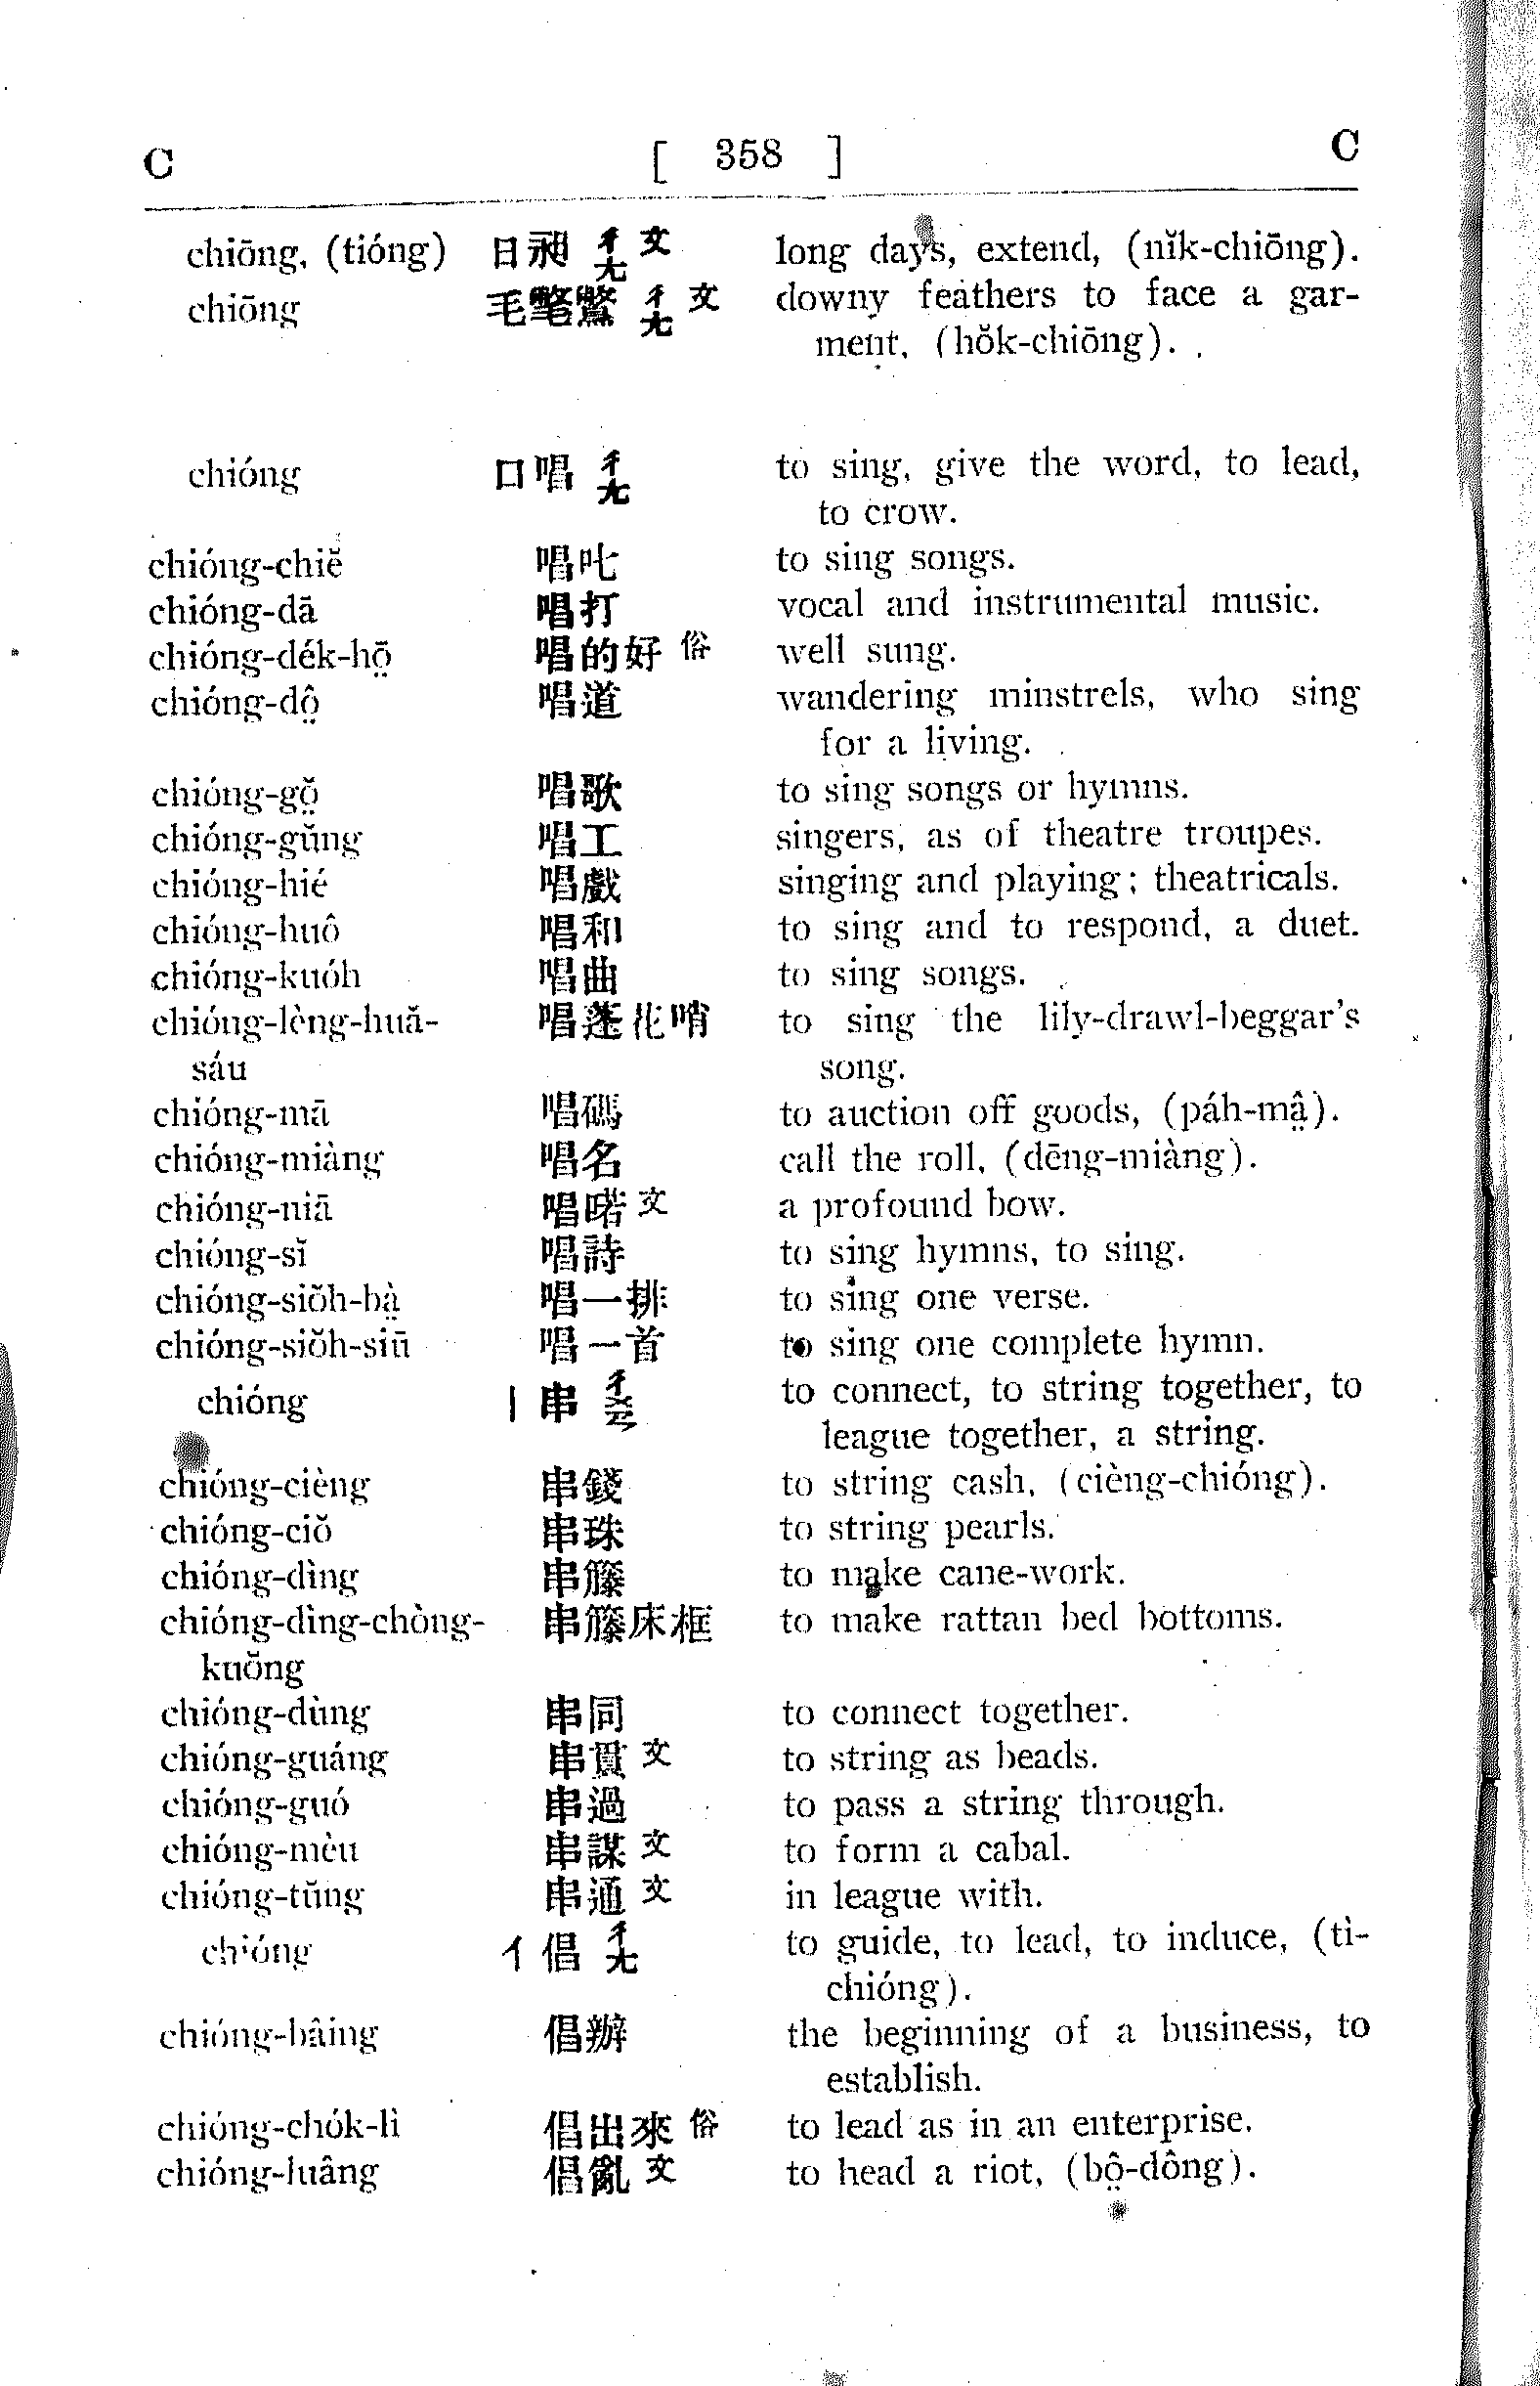 C [ 358 ] C
chiōng, (tióng) 日昶 ㄔㄤ 文 long days, extend, (nĭk-chiōng).
chiōng 毛氅鷩 ㄔㄤ 文 downy feathers to face a gar-
ment, (hŏk-chiōng).
chióng 口唱 ㄔㄤ to sing, give the word, to lead,
to crow.
chióng-chiĕ 唱叱 to sing songs.
chióng-dā 唱打 vocal and instrumental music.
chióng-dék-hō̤ 唱的好 俗 well sung.
chióng-dô̤ 唱道 wandering minstrels, who sing
for a living.
chióng-gŏ̤ 唱歌 to sing songs or hymns.
chióng-gŭng 唱工 singers, as of theatre troupes.
chióng-hié 唱戲 singing and playing; theatricals.
chióng-huô 唱和 to sing and to respond, a duet.
chióng-kuóh 唱曲 to sing songs.
chióng-lèng-huă- 唱蓬花哨 to sing the lily-drawl-beggar's
sáu song.
chióng-mā 唱碼 to auction off goods, (páh-mâ̤).
chióng-miàng 唱名 call the roll, (dēng-miàng).
chióng-niā 唱喏 文 a profound bow.
chióng-sĭ 唱詩 to sing hymns, to sing.
chióng-siŏh-bà̤ 唱一排 to sing one verse.
chióng-siŏh-siū 唱一首 to sing one complete hymn.
chióng 丨串 ㄔㄨㄢ to connect, to string together, to
league together, a string.
chióng-cièng 串錢 to string cash, (cièng-chióng).
chióng-ciŏ 串珠 to string pearls.
chióng-dìng 串籐 to make cane-work.
chióng-dìng-chòng- 串籐床框 to make rattan bed bottoms.
kuŏng
chióng-dùng 串同 to connect together.
chióng-guáng 串貫 文 to string as beads.
chióng-guó 串過 to pass a string through.
chióng-mèu 串謀 文 to form a cabal.
chióng-tŭng 串通 文 in league with.
chióng 亻倡 ㄔㄤ to guide, to lead, to induce, (tì-
chióng).
chióng-bâing 倡辦 the beginning of a business, to
establish.
chióng-chók-lì 倡出來 俗 to lead as in an enterprise.
chióng-luâng 倡亂 文 to head a riot, (bô̤-dông).